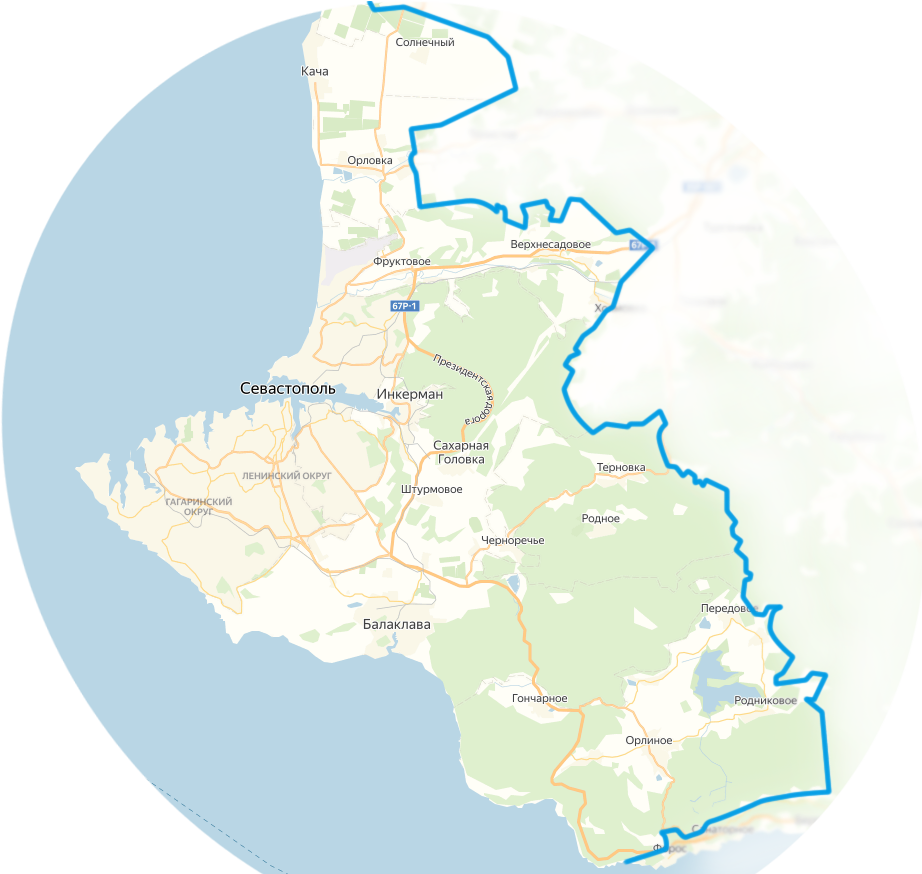 Солнечный
Кача
Орловка
Верхнесадовое
Фруктовое
67Р-1
Президентская дорога
Севастополь
Инкерман
Сахарная
Головка
Терновка
ЛЕНИНСКИЙ ОКРУГ
Штурмовое
ГАГАРИНСКИЙ
ОКРУГ
Родное
Черноречье
Передовое
Балаклава
Гончарное
Родниковое
Орлиное
Форос